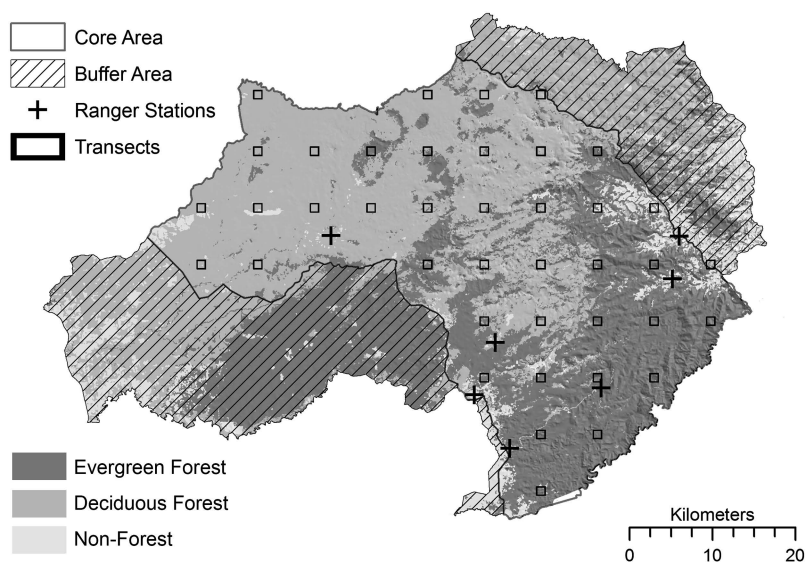 Core Area
Buffer Area
Ranger Stations
Transects
Evergreen Forest
Deciduous Forest
Non-Forest
Kilometers
0 10 20